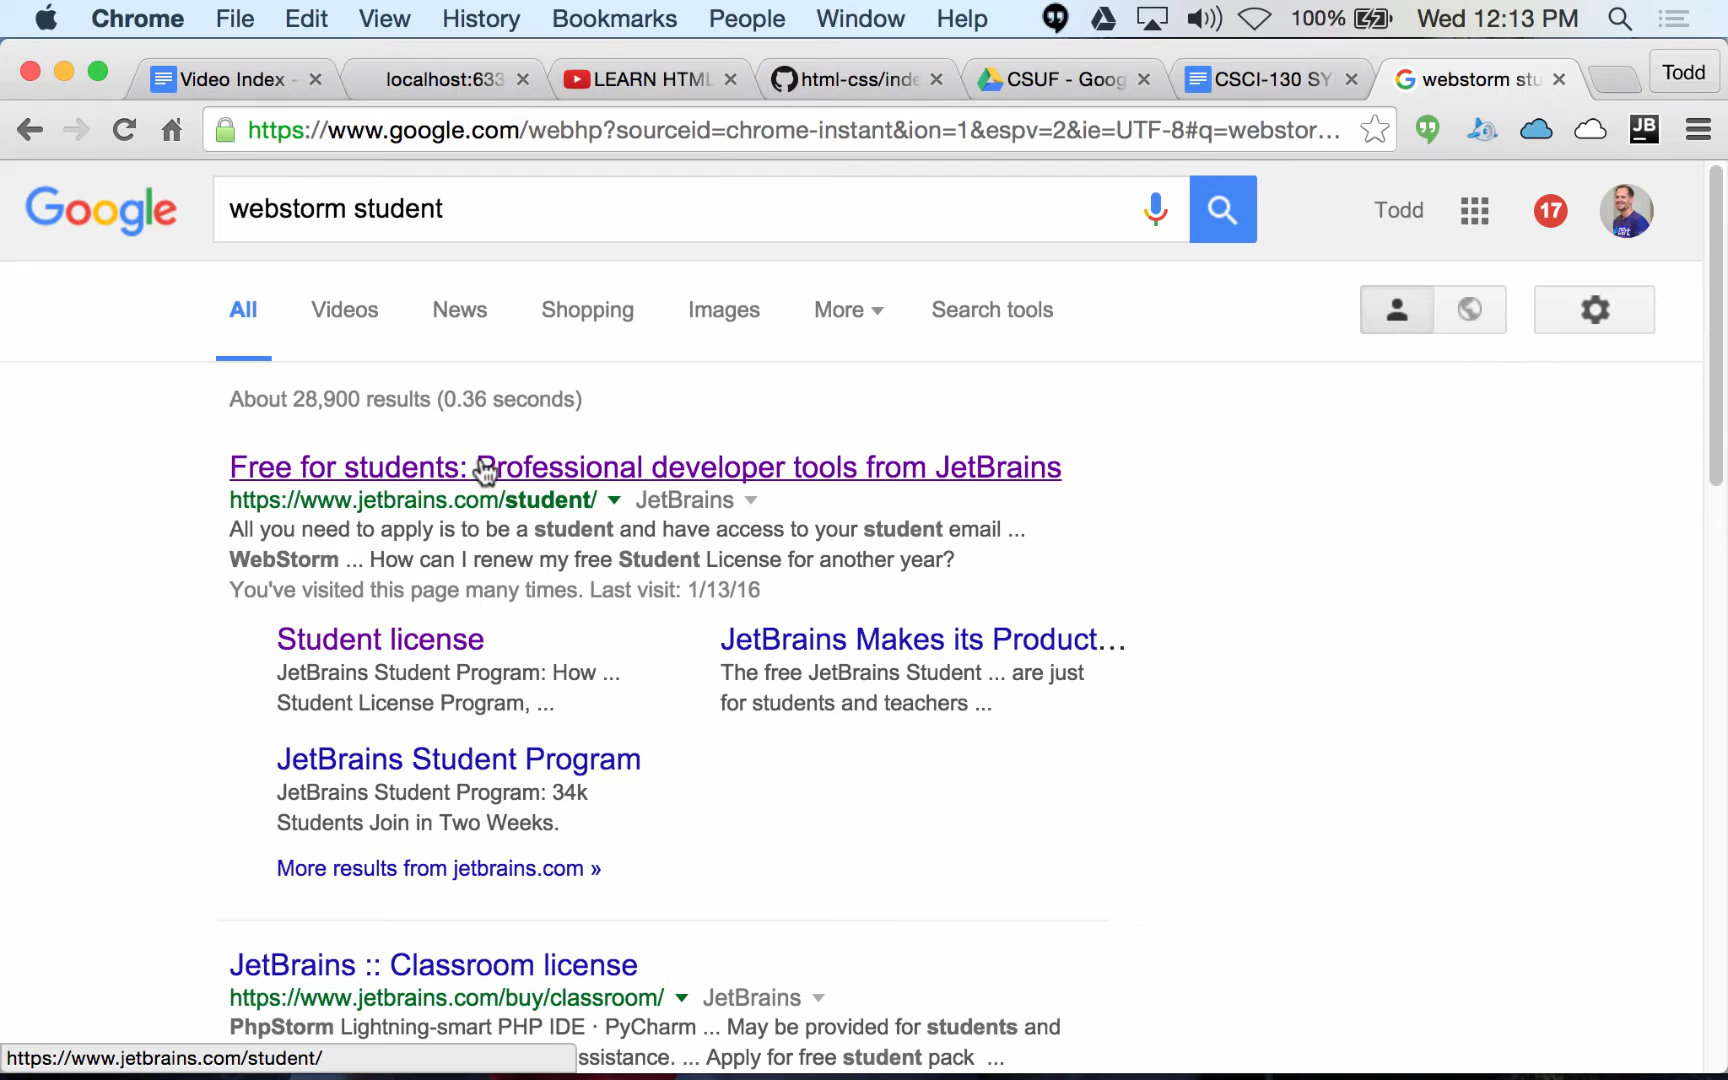 Chrome File Edit View History Bookmarks People Window Help 100% Wed 12:13 PM
Video Index - localhost:633 LEARN HTML html-css/inde CSUF - Goog CSCI-130 SY webstorm stu Todd
https://www.google.com/webhp?sourceid=chrome-instant&ion=1&espv=2&ie=UTF-8#q=webstor... JB
Google webstorm student Todd 17
All Videos News Shopping Images More Search tools
About 28,900 results (0.36 seconds)
Free for students: Professional developer tools from JetBrains
https://www.jetbrains.com/student/ JetBrains
All you need to apply is to be a student and have access to your student email ...
WebStorm ... How can I renew my free Student License for another year?
You've visited this page many times. Last visit: 1/13/16
Student license
JetBrains Student Program: How ...
Student License Program, ...
JetBrains Makes its Product...
The free JetBrains Student ... are just
for students and teachers ...
JetBrains Student Program
JetBrains Student Program: 34k
Students Join in Two Weeks.
More results from jetbrains.com »
JetBrains :: Classroom license
https://www.jetbrains.com/buy/classroom/ JetBrains
PhpStorm Lightning-smart PHP IDE · PyCharm ... May be provided for students and
ssistance. ... Apply for free student pack ...
https://www.jetbrains.com/student/